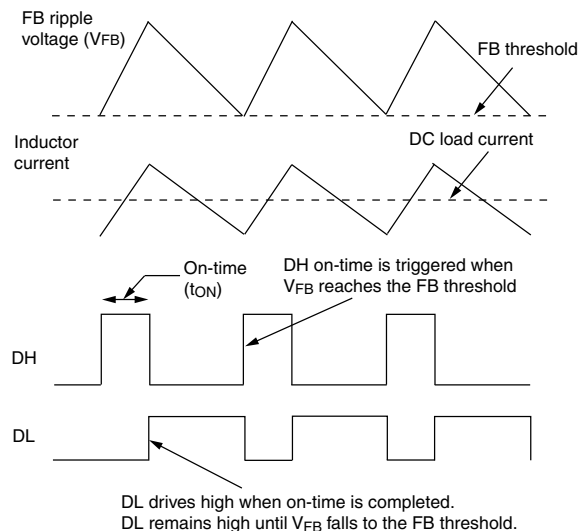 FB ripple
voltage (VFB)
FB threshold
Inductor
current
DC load current
On-time
(tON)
DH on-time is triggered when
VFB reaches the FB threshold
DH
DL
DL drives high when on-time is completed.
DL remains high until VFB falls to the FB threshold.